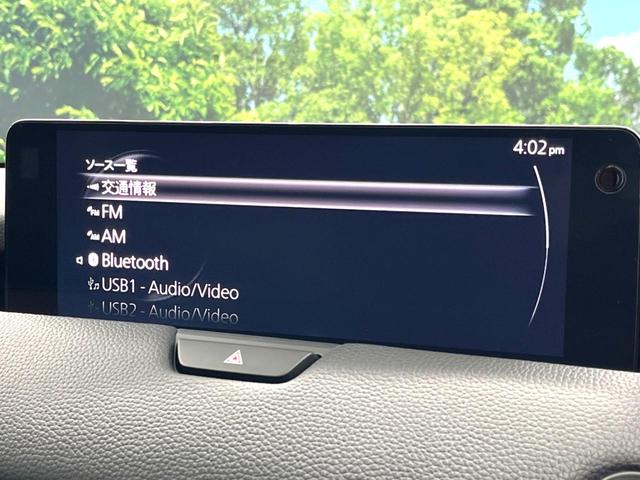 4:02pm
ソース一覧
交通情報
FM
AM
Bluetooth
USB1 - Audio/Video
USB2 - Audio/Video